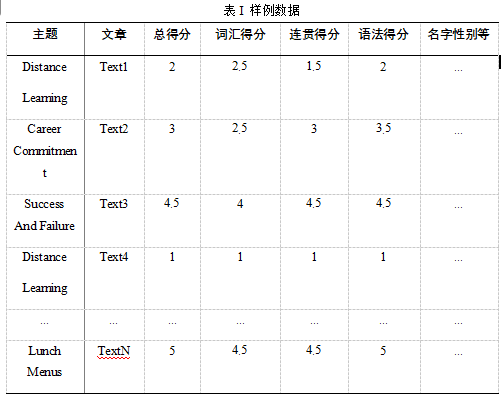 表 I 样例数据
主题 文章 总得分 词汇得分 连贯得分 语法得分 名字性别等
Distance Text1 2 2.5 1.5 2 ...
Learning
Career Text2 3 2.5 3 3.5 ...
Commitmen
t
Success Text3 4.5 4 4.5 4.5 ...
And Failure
Distance Text4 1 1 1 1 ...
Learning
... ... ... ... ... ... ...
Lunch TextN 5 4.5 4.5 5 ...
Menus